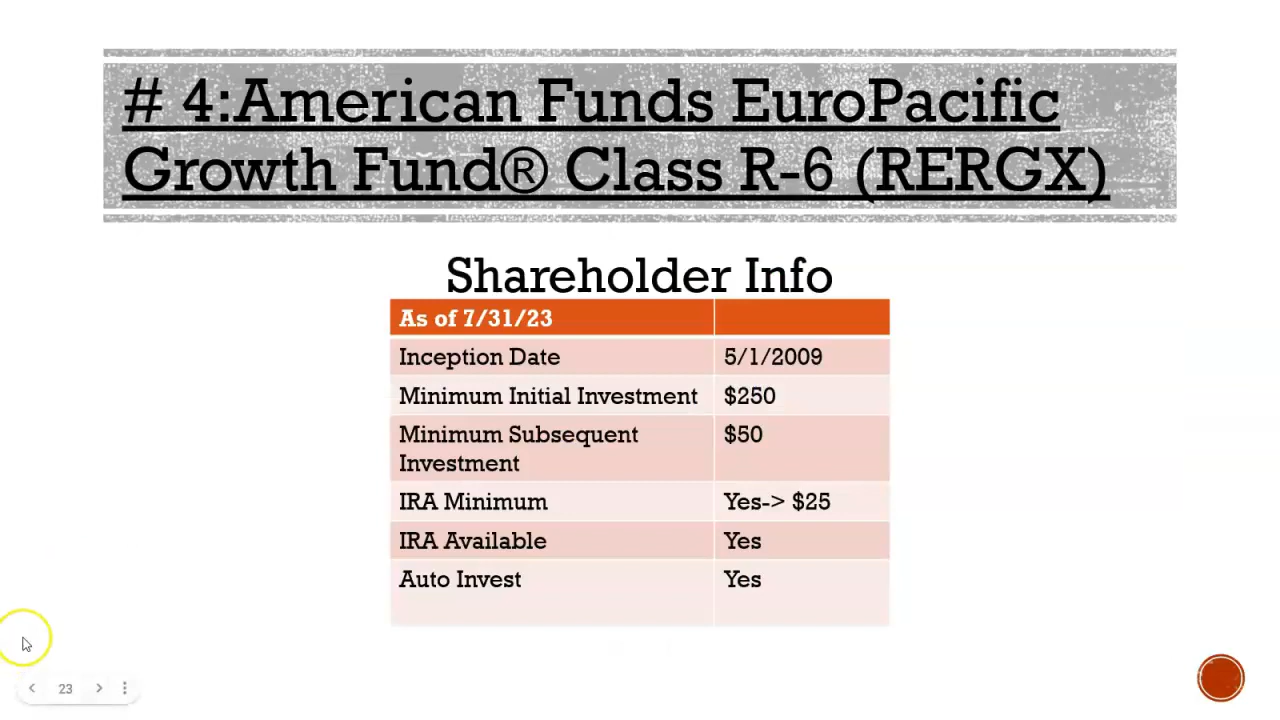 # 4:American Funds EuroPacific
Growth Fund® Class R-6 (RERGX)
Shareholder Info
As of 7/31/23
Inception Date 5/1/2009
Minimum Initial Investment $250
Minimum Subsequent $50
Investment
IRA Minimum Yes-> $25
IRA Available Yes
Auto Invest Yes
23